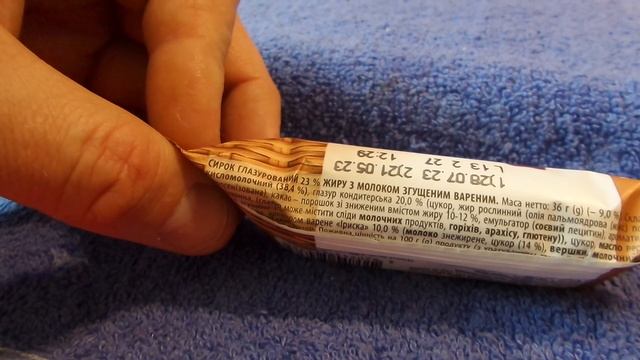 12:29 L 13 2 27
1)28.07.23 2)21.05.23
СИРОК ГЛАЗУРОВАНИЙ 23 % ЖИРУ З МОЛОКОМ ЗГУЩЕНИМ ВАРЕНИМ. Маса нетто: 36 г (g) (– 9,0 %)
кисломолочний (38,4 %), глазур кондитерська 20,0 % (цукор, жир рослинний (олія пальмоядрова
какао – порошок зі зниженим вмістом жиру 10-12 %, емульгатор (соєвий лецитин)
може містити сліди молочних продуктів, горіхів, арахісу, глютену)), цукор, масло
варене «Іриска» 10,0 % (молоко знежирене, цукор (14 %), вершки,
Поживна цінність на 100 г (g) продукту